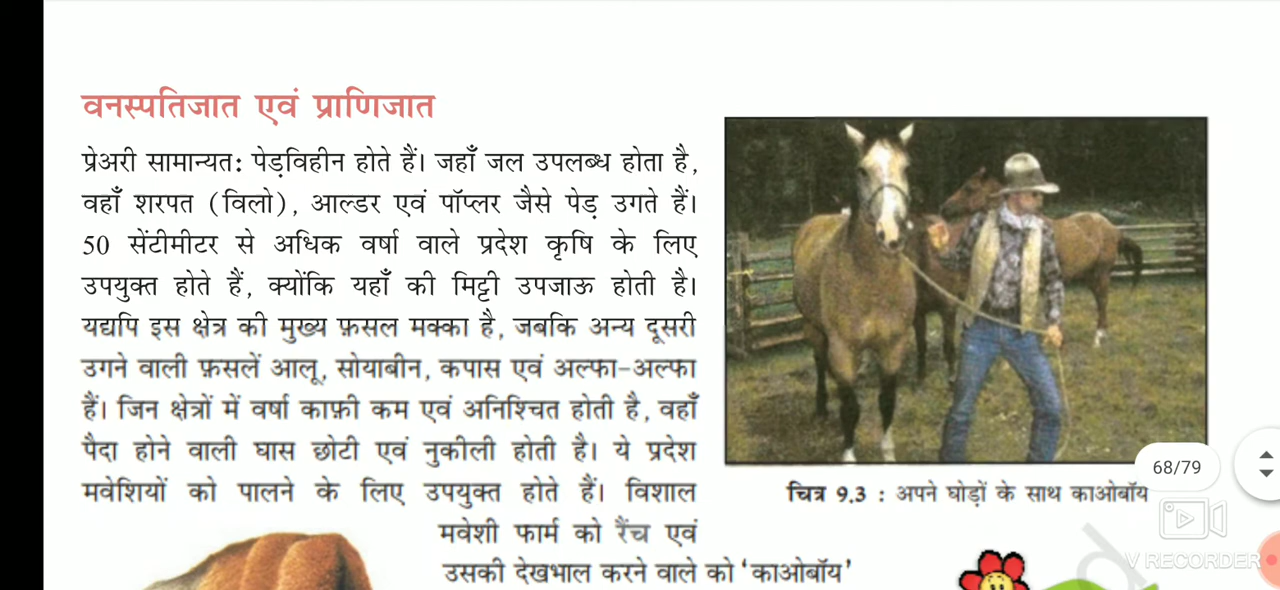 वनस्पतिजात एवं प्राणिजात
प्रेअरी सामान्यतः पेड़विहीन होते हैं। जहाँ जल उपलब्ध होता है,
वहाँ शरपत (विलो), आल्डर एवं पॉप्लर जैसे पेड़ उगते हैं।
50 सेंटीमीटर से अधिक वर्षा वाले प्रदेश कृषि के लिए
उपयुक्त होते हैं, क्योंकि यहाँ की मिट्टी उपजाऊ होती है।
यद्यपि इस क्षेत्र की मुख्य फ़सल मक्का है, जबकि अन्य दूसरी
उगने वाली फ़सलें आलू, सोयाबीन, कपास एवं अल्फा-अल्फा
हैं। जिन क्षेत्रों में वर्षा काफ़ी कम एवं अनिश्चित होती है, वहाँ
पैदा होने वाली घास छोटी एवं नुकीली होती है। ये प्रदेश
मवेशियों को पालने के लिए उपयुक्त होते हैं। विशाल
मवेशी फार्म को रैंच एवं
उसकी देखभाल करने वाले को ‘काओबॉय’
चित्र 9.3 : अपने घोड़ों के साथ काओबॉय
68/79
V RECORDER